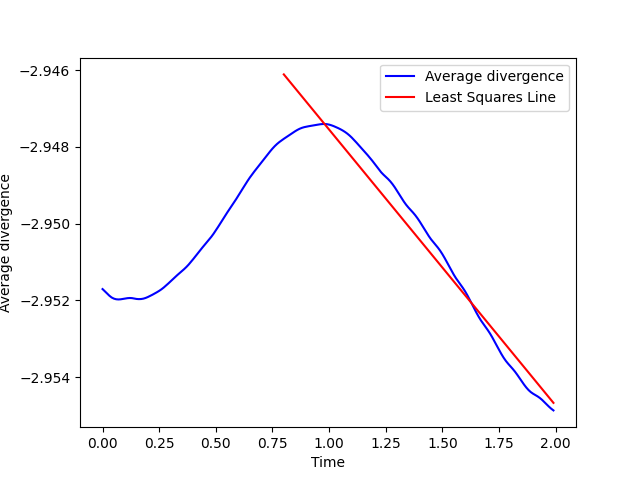 Average divergence
Least Squares Line
−2.946
−2.948
−2.950
−2.952
−2.954
Average divergence
0.00 0.25 0.50 0.75 1.00 1.25 1.50 1.75 2.00
Time